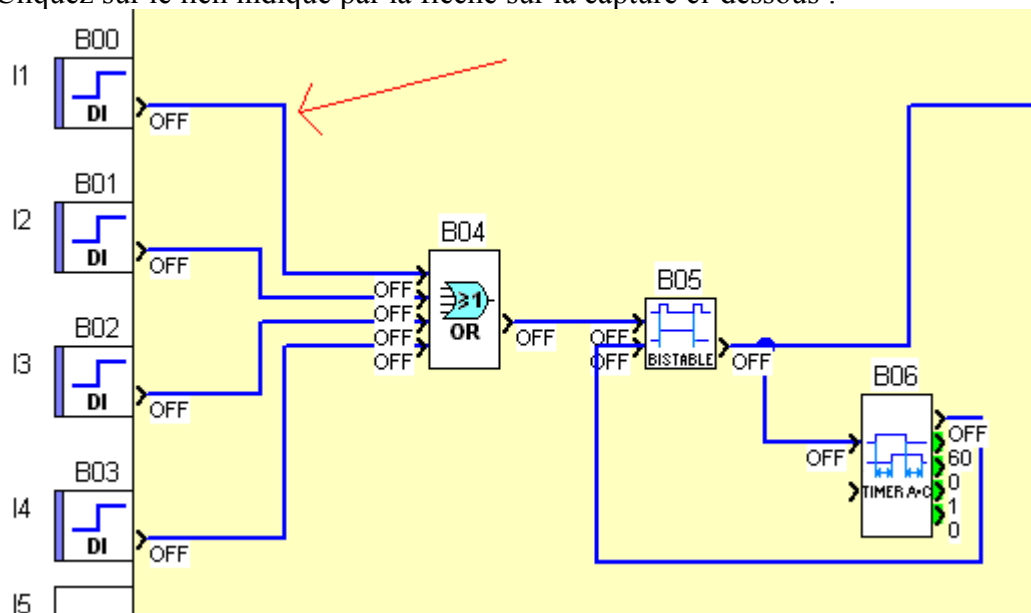 Cliquez sur le lien indiqué par la flèche sur la capture ci-dessous :
B00
I1
DI
OFF
B01
I2
DI
OFF
B04
OFF
OFF
OFF
OFF
≥1
OR
OFF
B05
OFF
OFF
BISTABLE
OFF
B02
I3
DI
OFF
B06
OFF
TIMER A-C
OFF
60
0
1
0
B03
I4
DI
OFF
I5